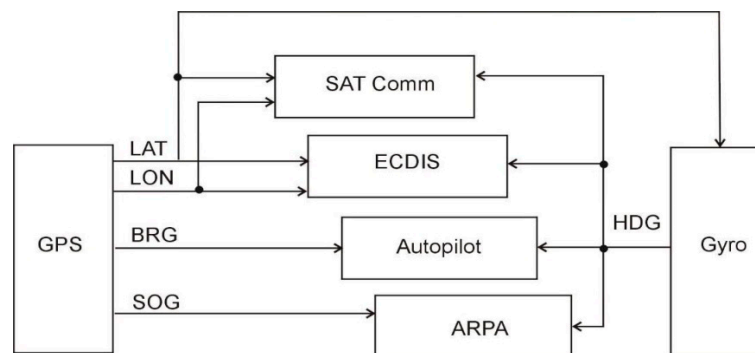 SAT Comm
LAT
ECDIS
LON
HDG
GPS
BRG
Autopilot
Gyro
SOG
ARPA